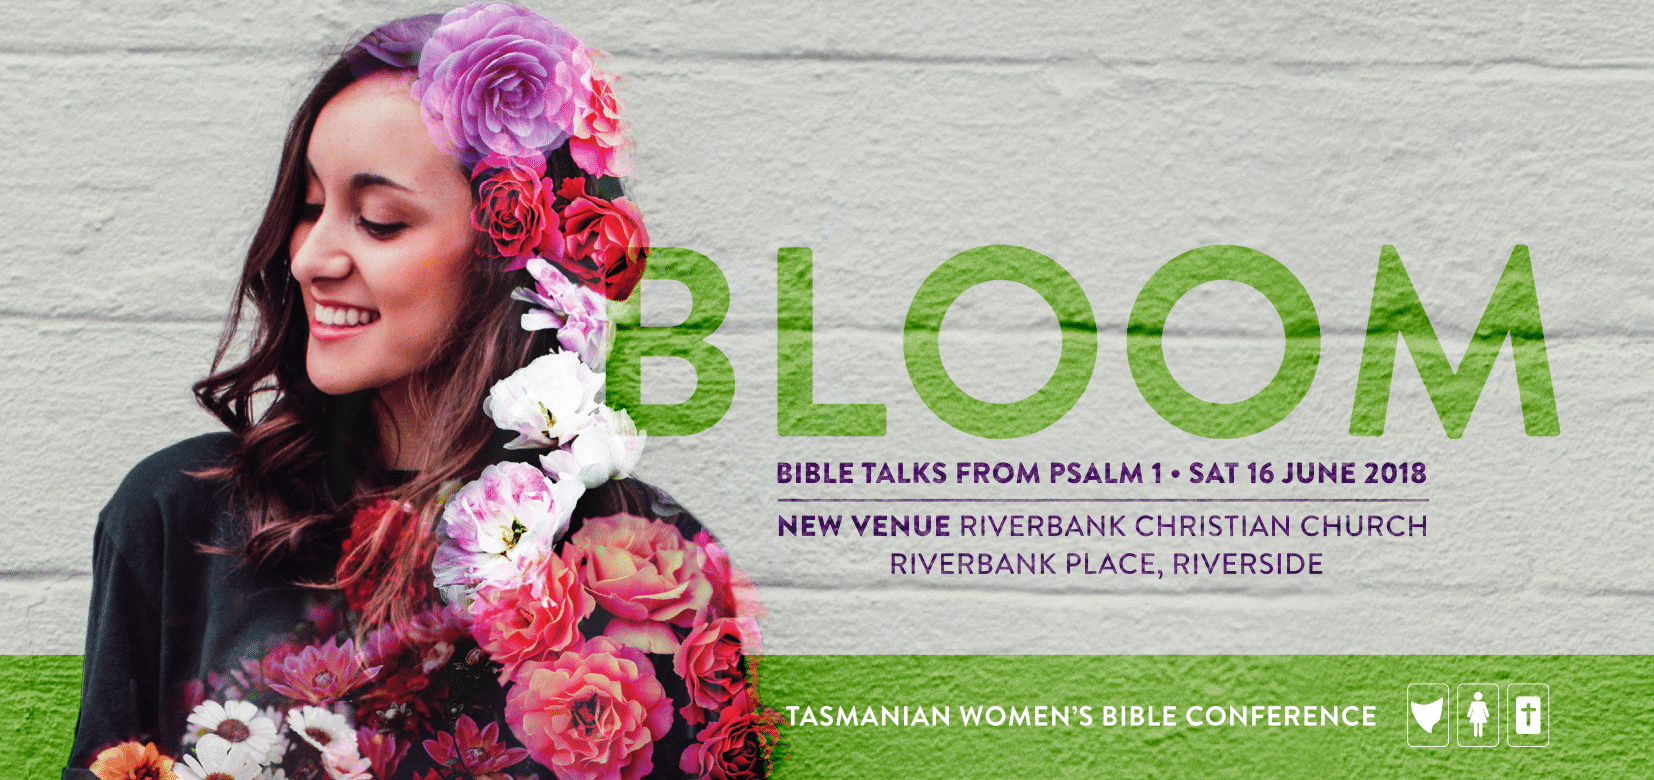 BLOOM
BIBLE TALKS FROM PSALM 1 • SAT 16 JUNE 2018
NEW VENUE RIVERBANK CHRISTIAN CHURCH
RIVERBANK PLACE, RIVERSIDE
TASMANIAN WOMEN'S BIBLE CONFERENCE